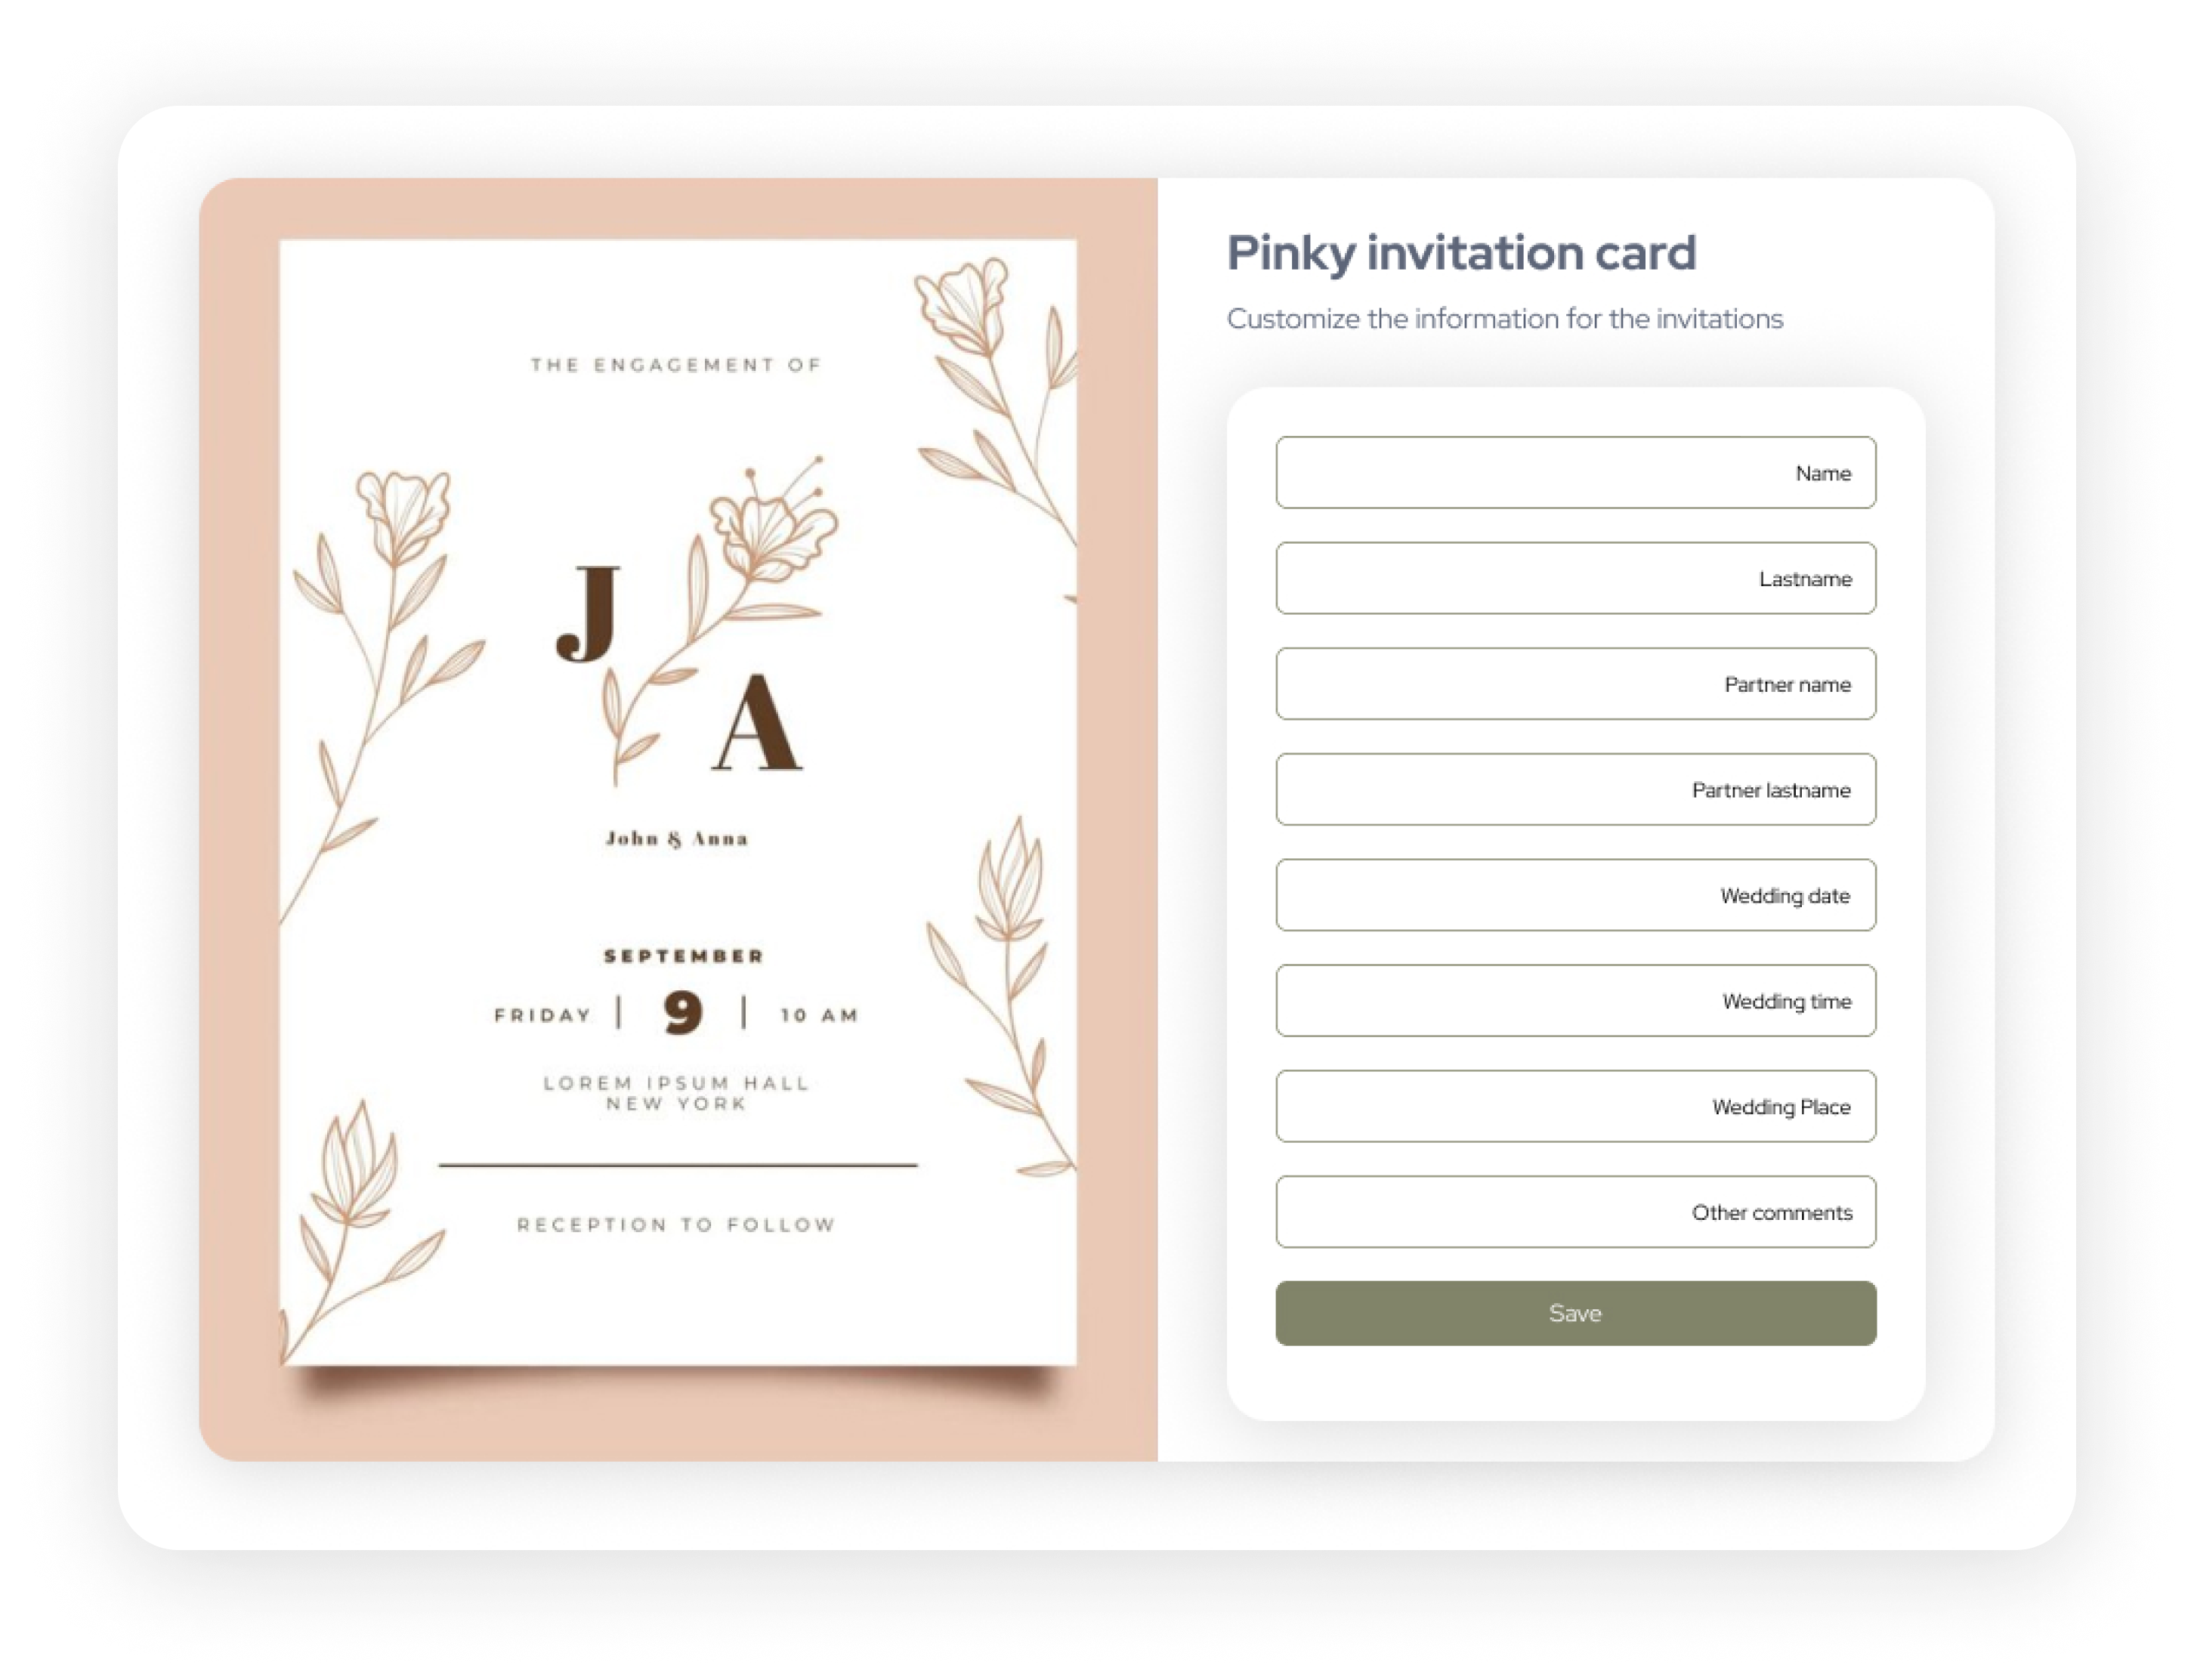 THE ENGAGEMENT OF
J
A
John & Anna
SEPTEMBER
FRIDAY | 9 | 10 AM
LOREM IPSUM HALL
NEW YORK
RECEPTION TO FOLLOW
Pinky invitation card
Customize the information for the invitations
Name
Lastname
Partner name
Partner lastname
Wedding date
Wedding time
Wedding Place
Other comments
Save